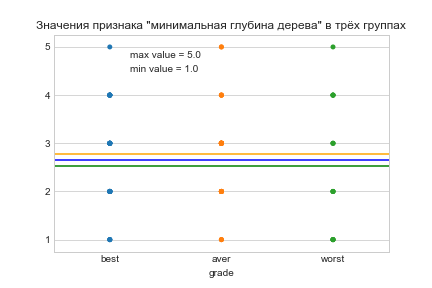 Значения признака "минимальная глубина дерева" в трёх группах
5
max value = 5.0
min value = 1.0
4
3
2
1
best aver worst
grade